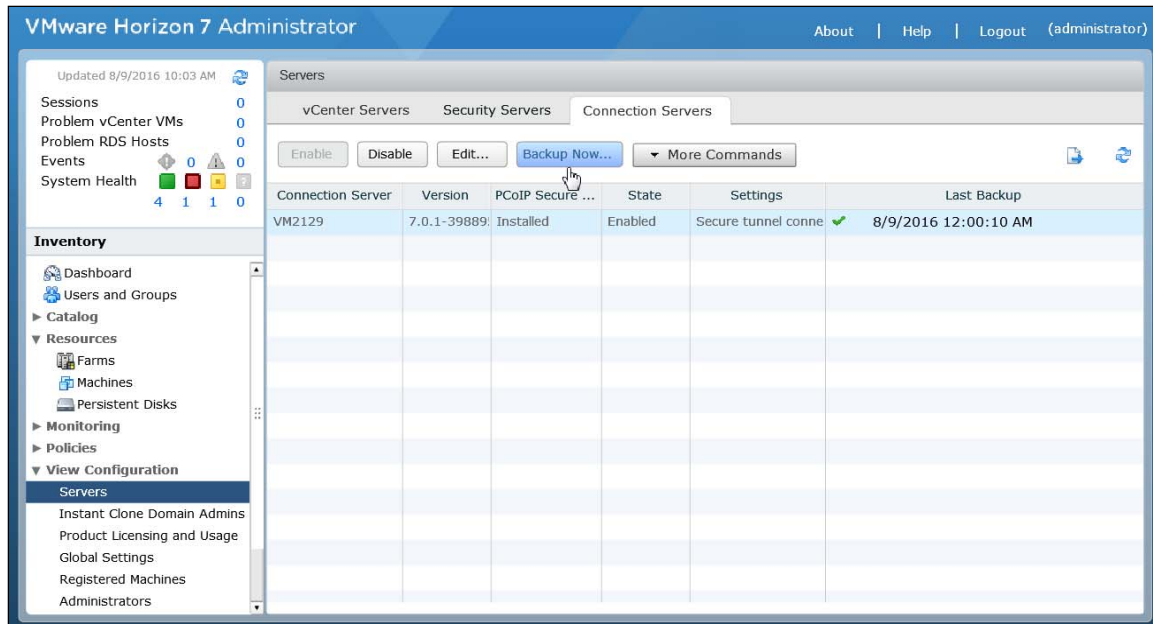 VMware Horizon 7 Administrator
About | Help | Logout (administrator)
Updated 8/9/2016 10:03 AM
Sessions 0
Problem vCenter VMs 0
Problem RDS Hosts 0
Events 0 0
System Health
4 1 1 0
Inventory
Dashboard
Users and Groups
Catalog
Resources
Farms
Machines
Persistent Disks
Monitoring
Policies
View Configuration
Servers
Instant Clone Domain Admins
Product Licensing and Usage
Global Settings
Registered Machines
Administrators
Servers
vCenter Servers Security Servers Connection Servers
Enable Disable Edit... Backup Now... More Commands
Connection Server Version PCoIP Secure ... State Settings Last Backup
VM2129 7.0.1-39889 Installed Enabled Secure tunnel conne 8/9/2016 12:00:10 AM